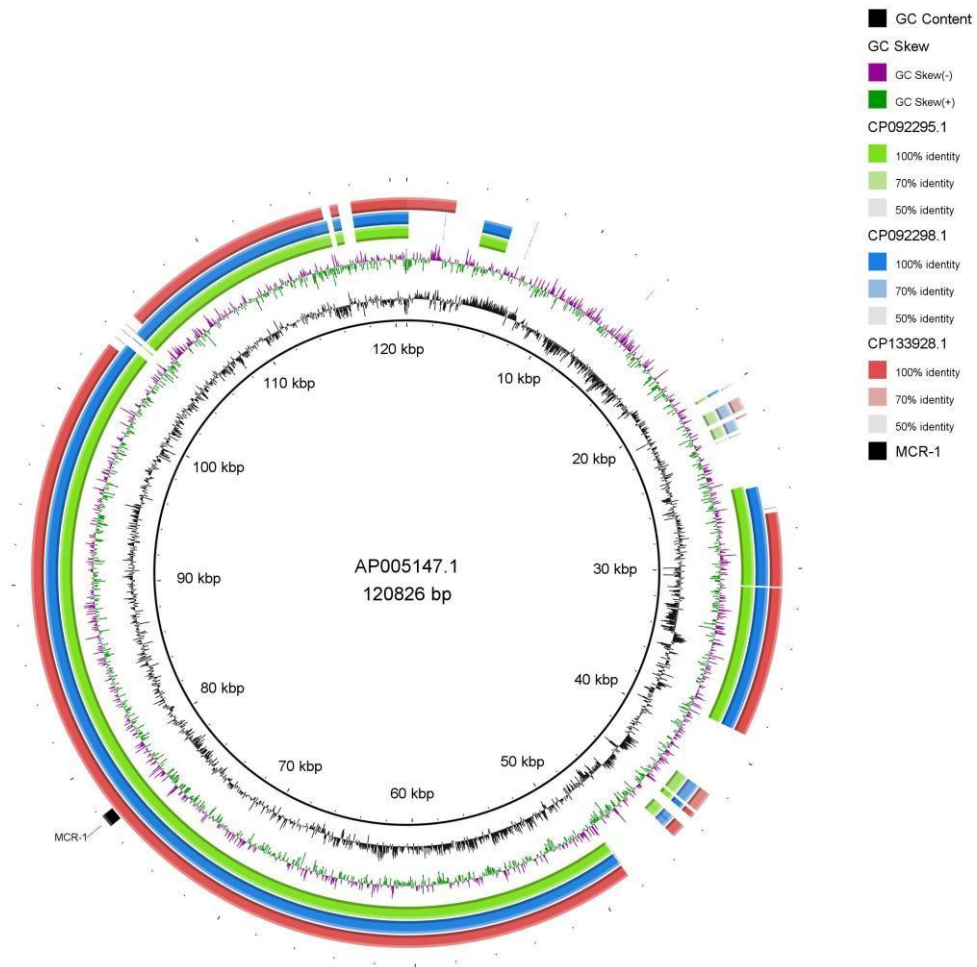 GC Content
GC Skew
GC Skew(-)
GC Skew(+)
CP092295.1
100% identity
70% identity
50% identity
CP092298.1
100% identity
70% identity
50% identity
CP133928.1
100% identity
70% identity
50% identity
MCR-1
120 kbp
10 kbp
110 kbp
20 kbp
100 kbp
AP005147.1
120826 bp
30 kbp
90 kbp
40 kbp
80 kbp
50 kbp
70 kbp
60 kbp
MCR-1